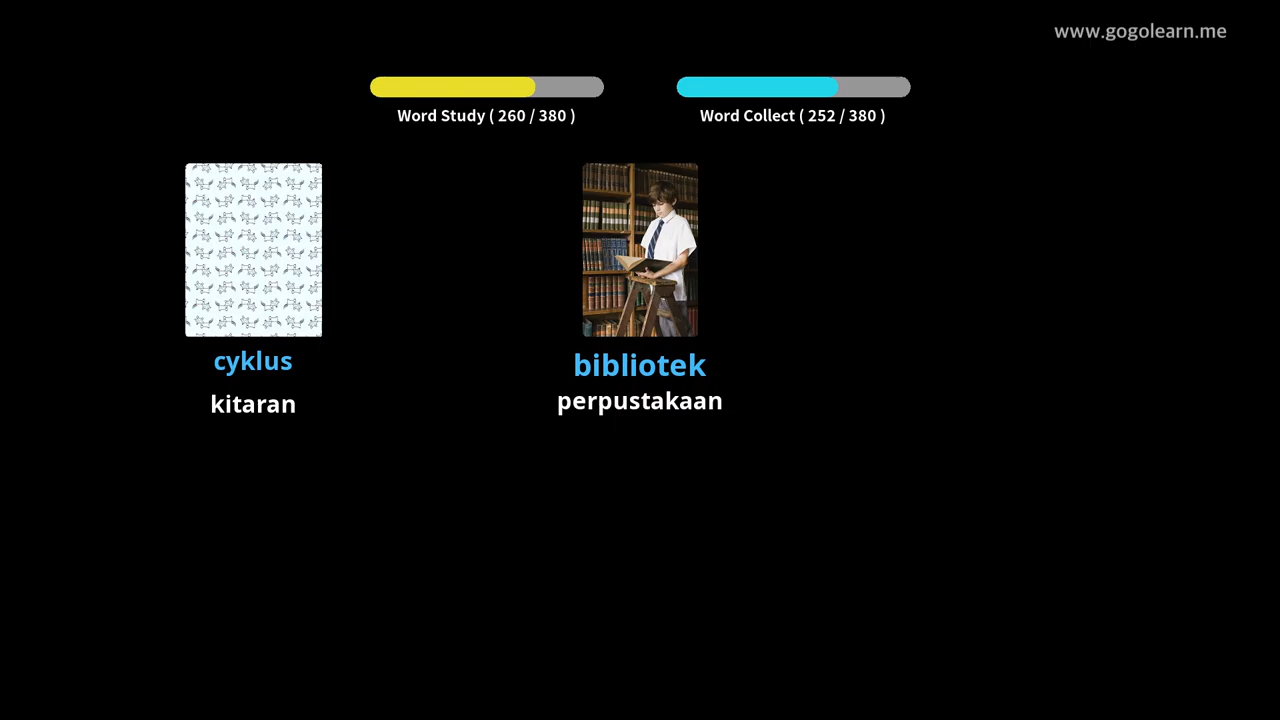 www.gogolearn.me
Word Study ( 260 / 380 )
Word Collect ( 252 / 380 )
cyklus
kitaran
bibliotek
perpustakaan